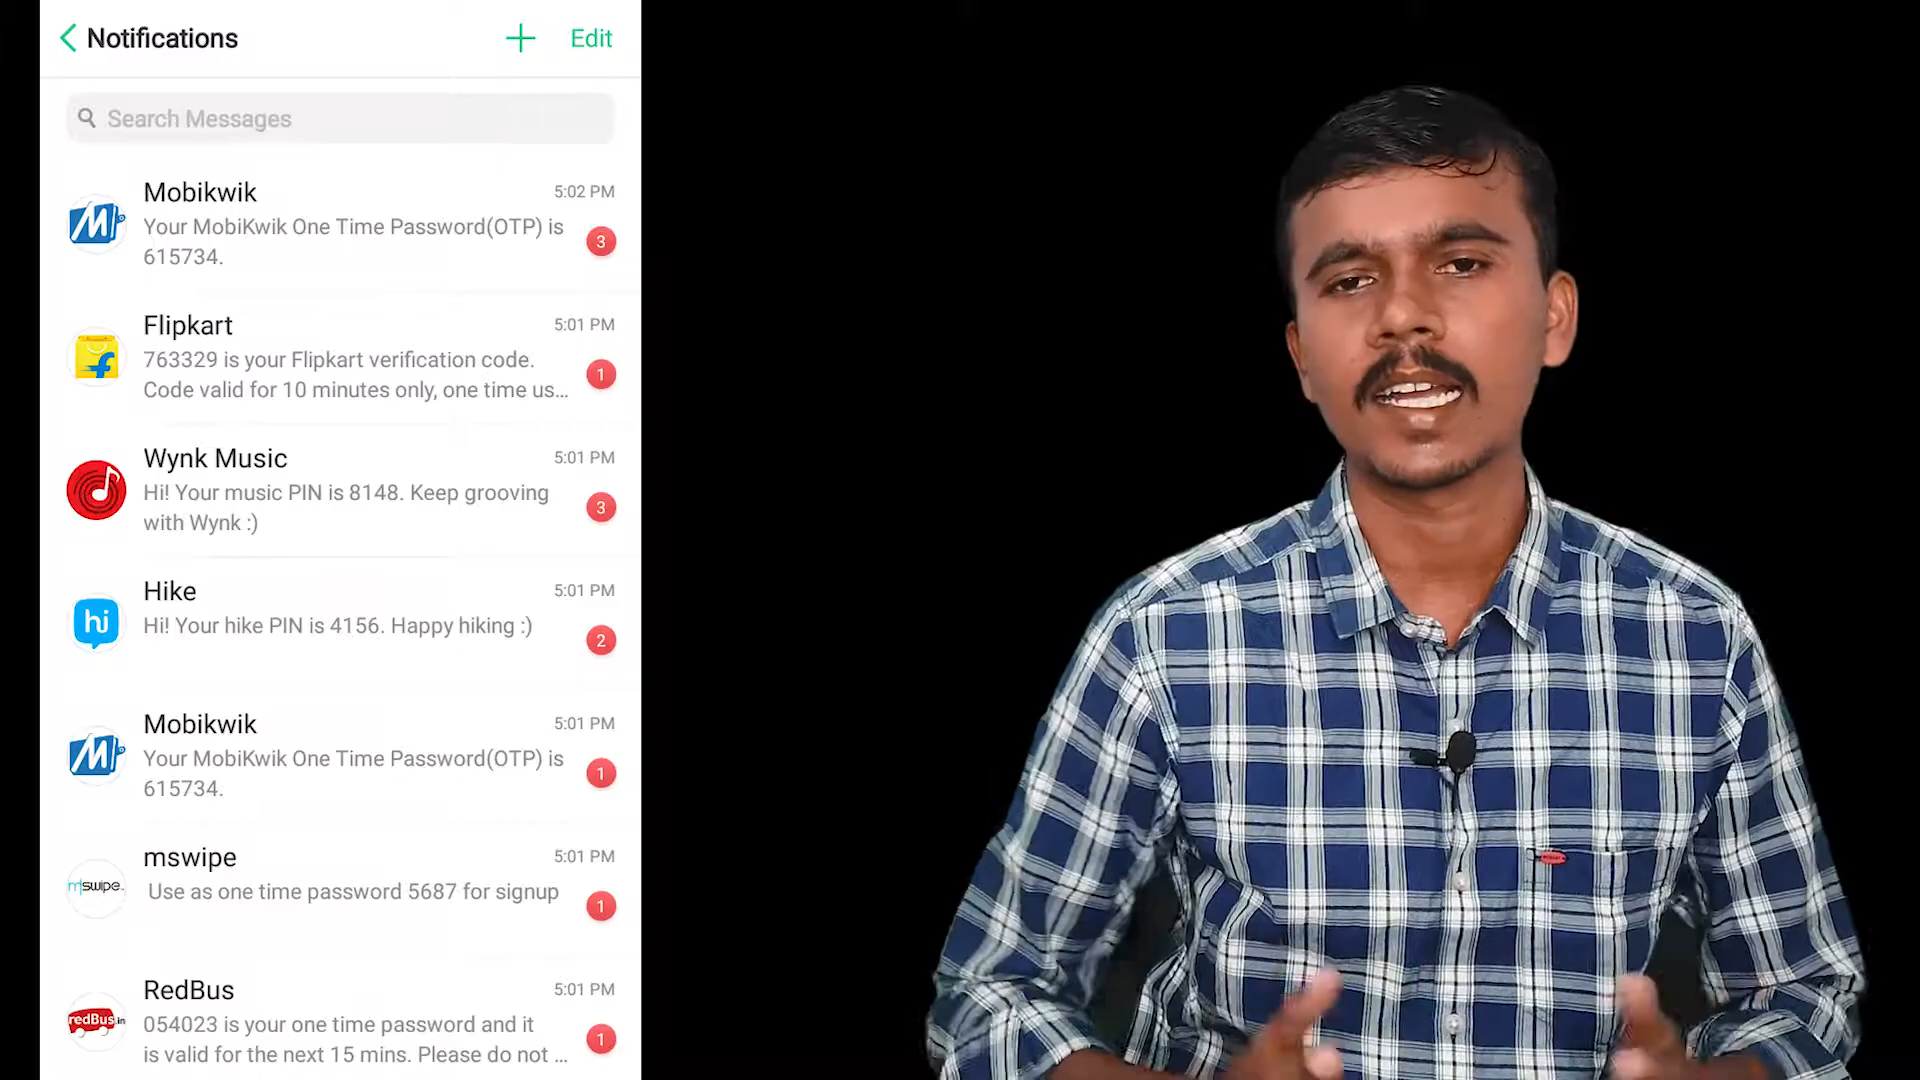 Notifications
Edit
Search Messages
Mobikwik
5:02 PM
Your MobiKwik One Time Password(OTP) is
615734.
3
Flipkart
5:01 PM
763329 is your Flipkart verification code.
Code valid for 10 minutes only, one time us...
1
Wynk Music
5:01 PM
Hi! Your music PIN is 8148. Keep grooving
with Wynk :)
3
Hike
5:01 PM
hi
Hi! Your hike PIN is 4156. Happy hiking :)
2
Mobikwik
5:01 PM
Your MobiKwik One Time Password(OTP) is
615734.
1
mswipe
5:01 PM
mswipe.
Use as one time password 5687 for signup
1
RedBus
5:01 PM
redBus.in
054023 is your one time password and it
is valid for the next 15 mins. Please do not ...
1